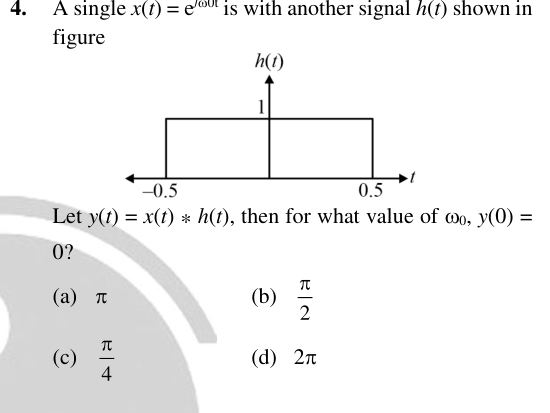 4. A single x(t) = e^jω0t is with another signal h(t) shown in
figure
h(t)
1
–0.5 0.5 t
Let y(t) = x(t) * h(t), then for what value of ω₀, y(0) =
0?
(a) π (b) π/2
(c) π/4 (d) 2π